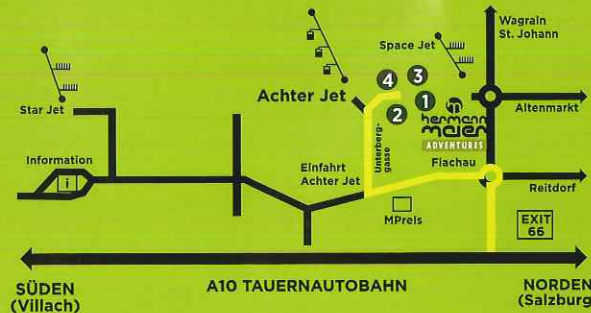 Wagrain
St. Johann
Space Jet
Star Jet
Achter Jet
4
3
2
1
m
hermann
maier
ADVENTURES
Altenmarkt
Information
i
Einfahrt
Achter Jet
Unterberg-
gasse
Flachau
Reitdorf
MPreis
EXIT
66
SÜDEN
(Villach)
A10 TAUERNAUTOBAHN
NORDEN
(Salzburg)